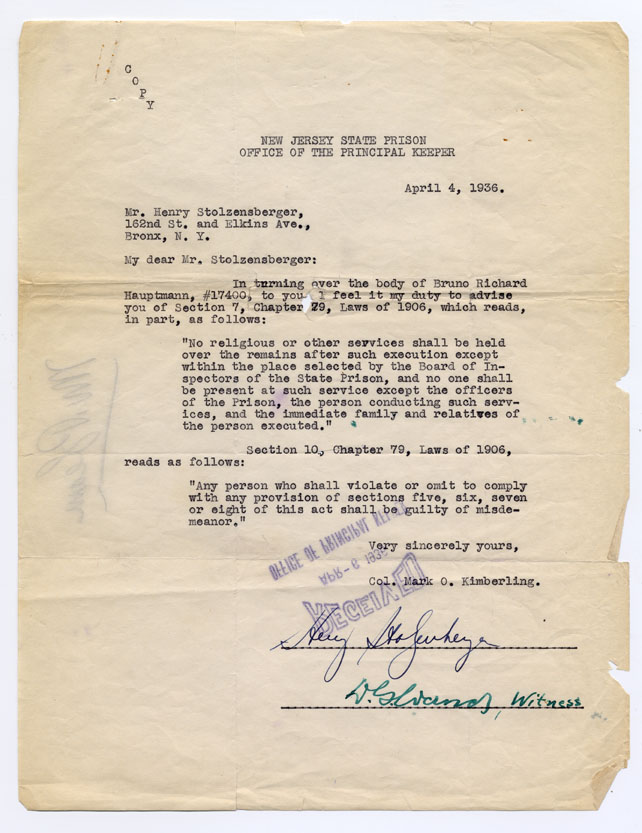 C
O
P
Y
NEW JERSEY STATE PRISON
OFFICE OF THE PRINCIPAL KEEPER
April 4, 1936.
Mr. Henry Stolzensberger,
162nd St. and Elkins Ave.,
Bronx, N. Y.
My dear Mr. Stolzensberger:
In turning over the body of Bruno Richard
Hauptmann, #17400, to you I feel it my duty to advise
you of Section 7, Chapter 79, Laws of 1906, which reads,
in part, as follows:
"No religious or other services shall be held
over the remains after such execution except
within the place selected by the Board of In-
spectors of the State Prison, and no one shall
be present at such service except the officers
of the Prison, the person conducting such serv-
ices, and the immediate family and relatives of
the person executed."
Section 10, Chapter 79, Laws of 1906,
reads as follows:
"Any person who shall violate or omit to comply
with any provision of sections five, six, seven
or eight of this act shall be guilty of misde-
meanor."
Very sincerely yours,
OFFICE OF PRINCIPAL
APR-6 1936
RECEIVED
Col. Mark O. Kimberling.
Henry
Witness